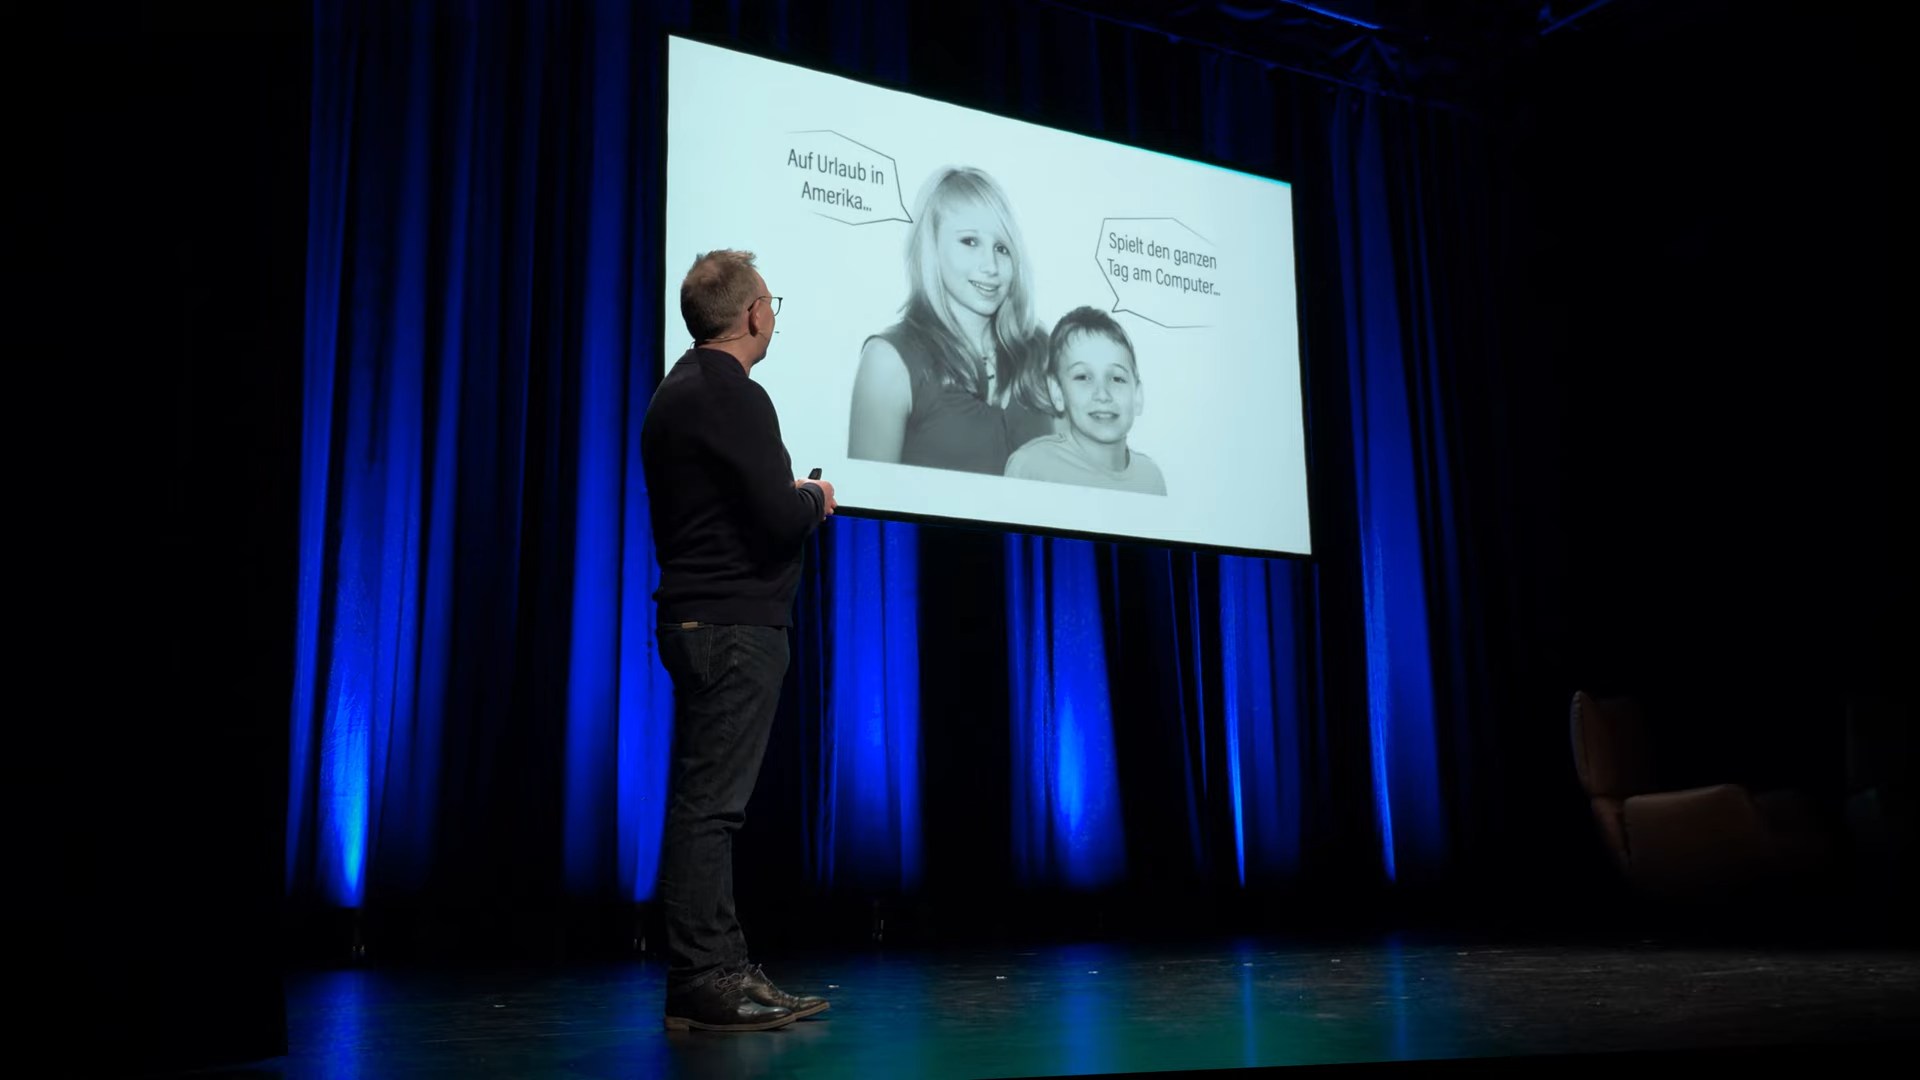 Auf Urlaub in
Amerika...
Spielt den ganzen
Tag am Computer...